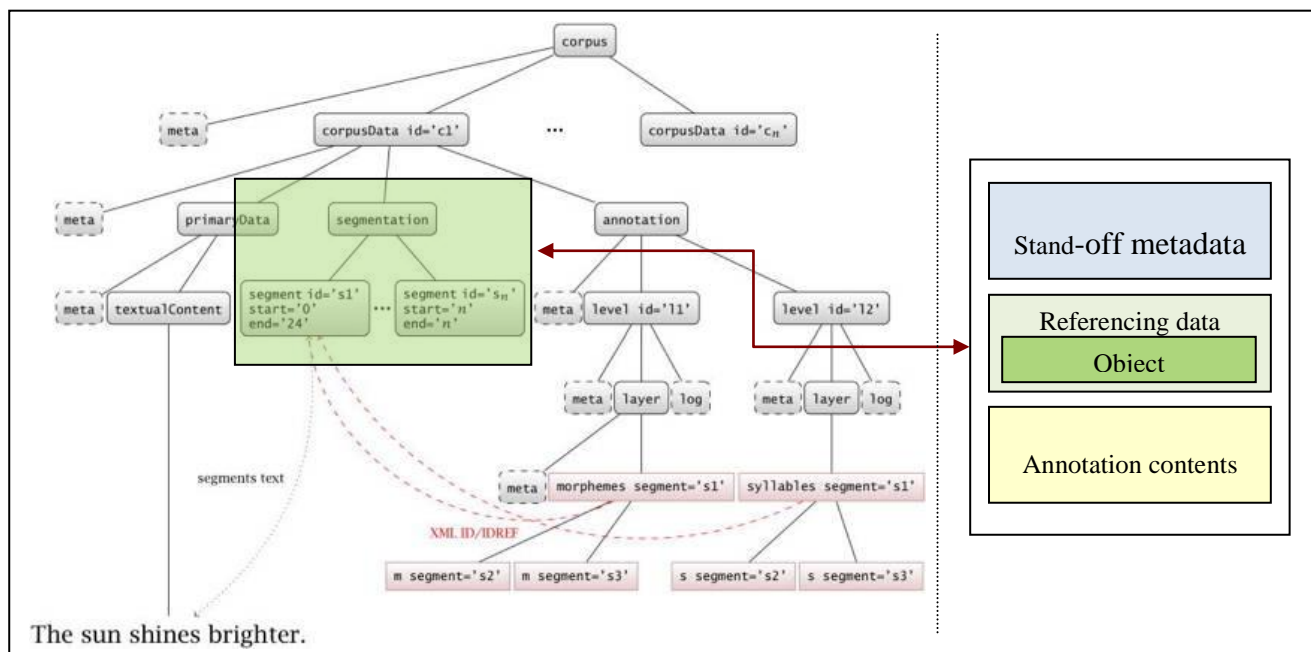 corpus
meta
corpusData id='c1'
...
corpusData id='cn'
meta
primaryData
segmentation
annotation
meta
textualContent
segment id='s1'
start='0'
end='24'
...
segment id='sn'
start='n'
end='n'
meta
level id='l1'
level id='l2'
meta
layer
log
meta
layer
log
segments text
meta
morphemes segment='s1'
syllables segment='s1'
XML ID/IDREF
m segment='s2'
m segment='s3'
s segment='s2'
s segment='s3'
The sun shines brighter.
Stand-off metadata
Referencing data
Object
Annotation contents